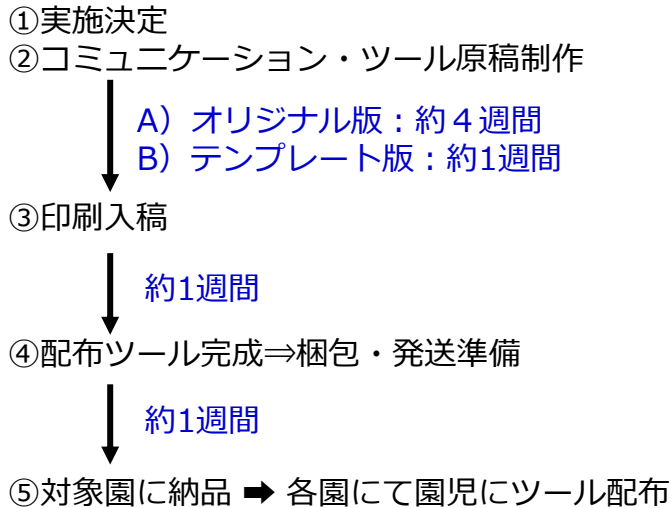 ①実施決定
②コミュニケーション・ツール原稿制作
A）オリジナル版：約４週間
B）テンプレート版：約1週間
③印刷入稿
約1週間
④配布ツール完成⇒梱包・発送準備
約1週間
⑤対象園に納品 ➡ 各園にて園児にツール配布